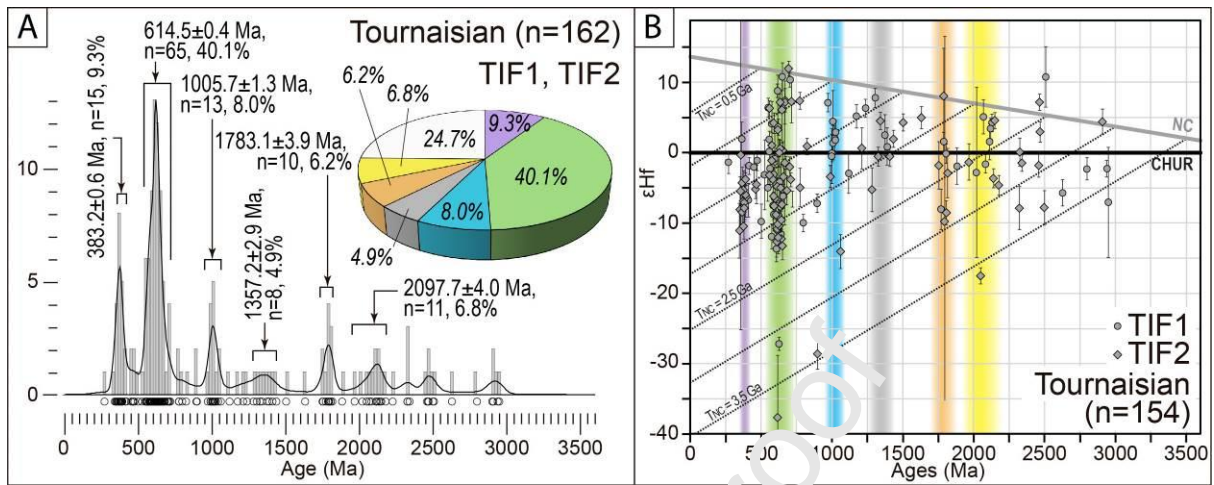 A
614.5±0.4 Ma,
n=65, 40.1%
1005.7±1.3 Ma,
n=13, 8.0%
1783.1±3.9 Ma,
n=10, 6.2%
383.2±0.6 Ma, n=15, 9.3%
1357.2±2.9 Ma,
n=8, 4.9%
2097.7±4.0 Ma,
n=11, 6.8%
Tournaisian (n=162)
TIF1, TIF2
6.2%
6.8%
24.7%
9.3%
40.1%
8.0%
4.9%
10
5
0
0 500 1000 1500 2000 2500 3000 3500
Age (Ma)
B
10
0
-10
-20
-30
-40
εHf
TNC = 0.5 Ga
TNC = 2.5 Ga
TNC = 3.5 Ga
NC
CHUR
TIF1
TIF2
Tournaisian
(n=154)
0 500 1000 1500 2000 2500 3000 3500
Ages (Ma)
roof